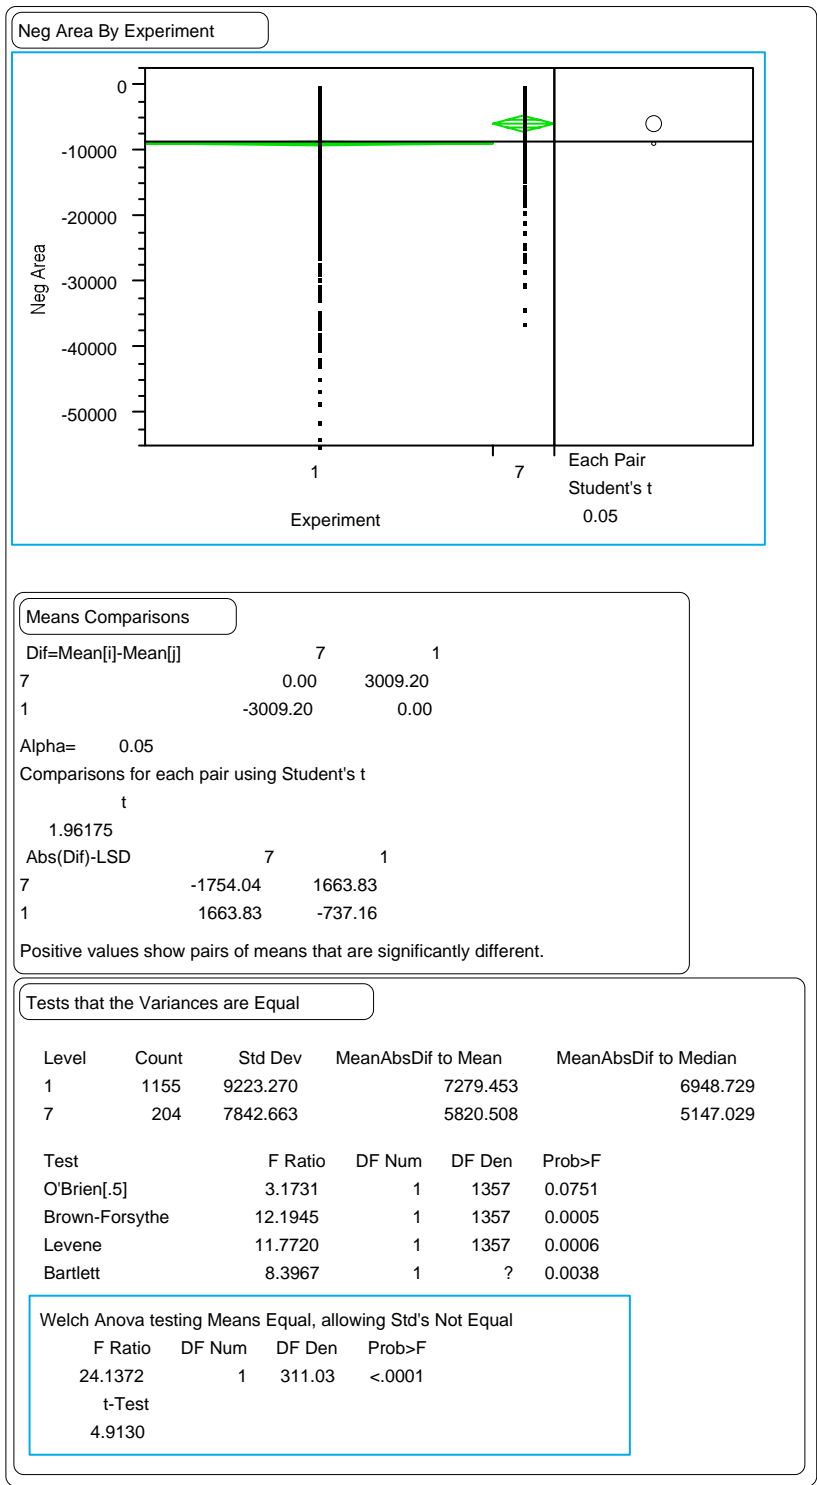 Neg Area By Experiment
0
-10000
-20000
-30000
-40000
-50000
Neg Area
1 7
Experiment
Each Pair
Student's t
0.05
Means Comparisons
Dif=Mean[i]-Mean[j] 7 1
7 0.00 3009.20
1 -3009.20 0.00
Alpha= 0.05
Comparisons for each pair using Student's t
t
1.96175
Abs(Dif)-LSD 7 1
7 -1754.04 1663.83
1 1663.83 -737.16
Positive values show pairs of means that are significantly different.
Tests that the Variances are Equal
Level Count Std Dev MeanAbsDif to Mean MeanAbsDif to Median
1 1155 9223.270 7279.453 6948.729
7 204 7842.663 5820.508 5147.029
Test F Ratio DF Num DF Den Prob>F
O'Brien[.5] 3.1731 1 1357 0.0751
Brown-Forsythe 12.1945 1 1357 0.0005
Levene 11.7720 1 1357 0.0006
Bartlett 8.3967 1 ? 0.0038
Welch Anova testing Means Equal, allowing Std's Not Equal
F Ratio DF Num DF Den Prob>F
24.1372 1 311.03 <.0001
t-Test
4.9130